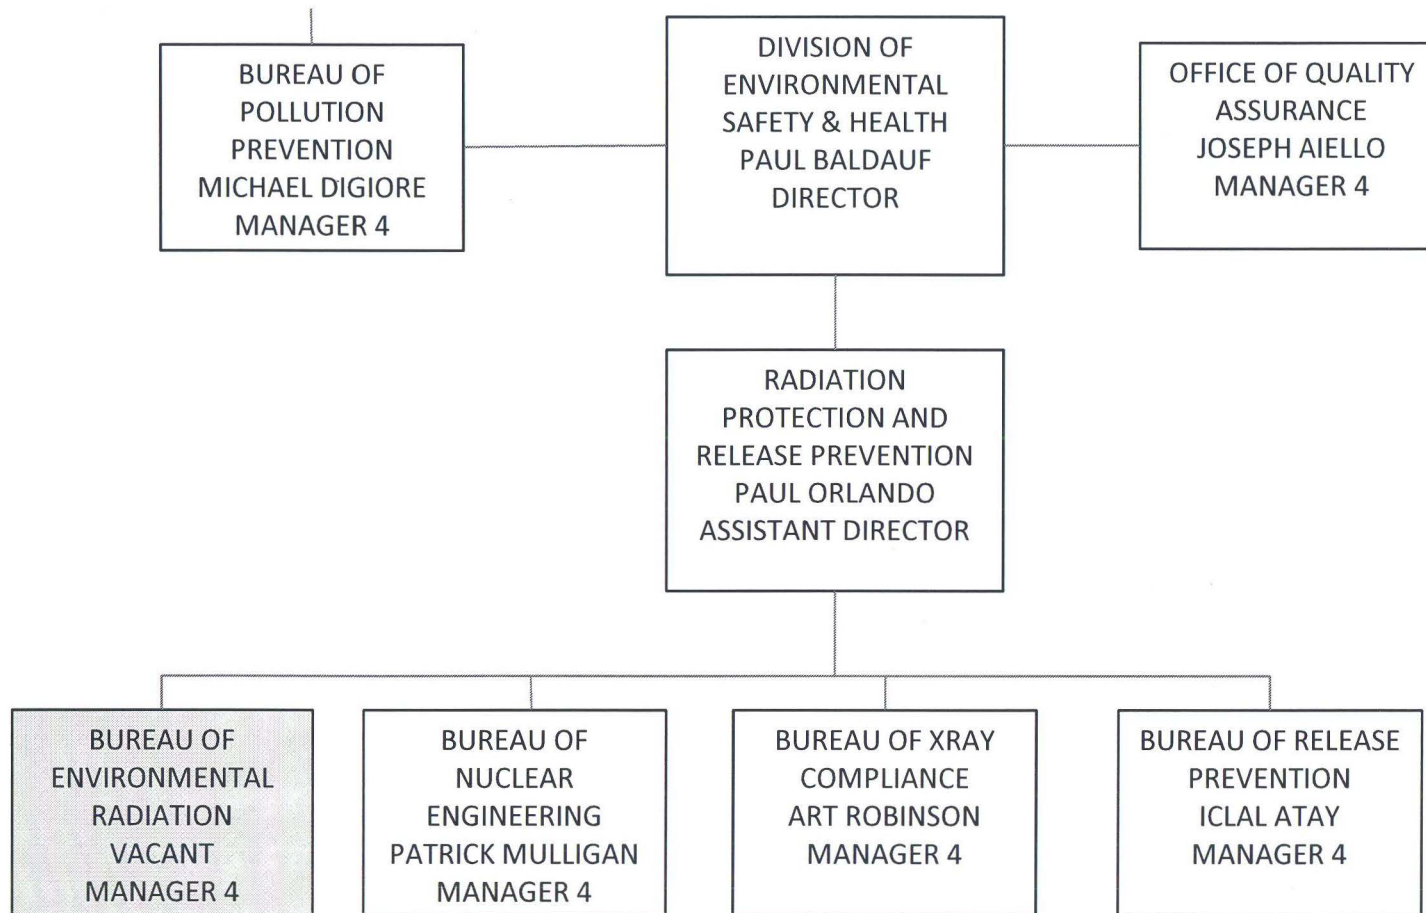 BUREAU OF
POLLUTION
PREVENTION
MICHAEL DIGIORE
MANAGER 4
DIVISION OF
ENVIRONMENTAL
SAFETY & HEALTH
PAUL BALDAUF
DIRECTOR
OFFICE OF QUALITY
ASSURANCE
JOSEPH AIELLO
MANAGER 4
RADIATION
PROTECTION AND
RELEASE PREVENTION
PAUL ORLANDO
ASSISTANT DIRECTOR
BUREAU OF
ENVIRONMENTAL
RADIATION
VACANT
MANAGER 4
BUREAU OF
NUCLEAR
ENGINEERING
PATRICK MULLIGAN
MANAGER 4
BUREAU OF XRAY
COMPLIANCE
ART ROBINSON
MANAGER 4
BUREAU OF RELEASE
PREVENTION
ICLAL ATAY
MANAGER 4